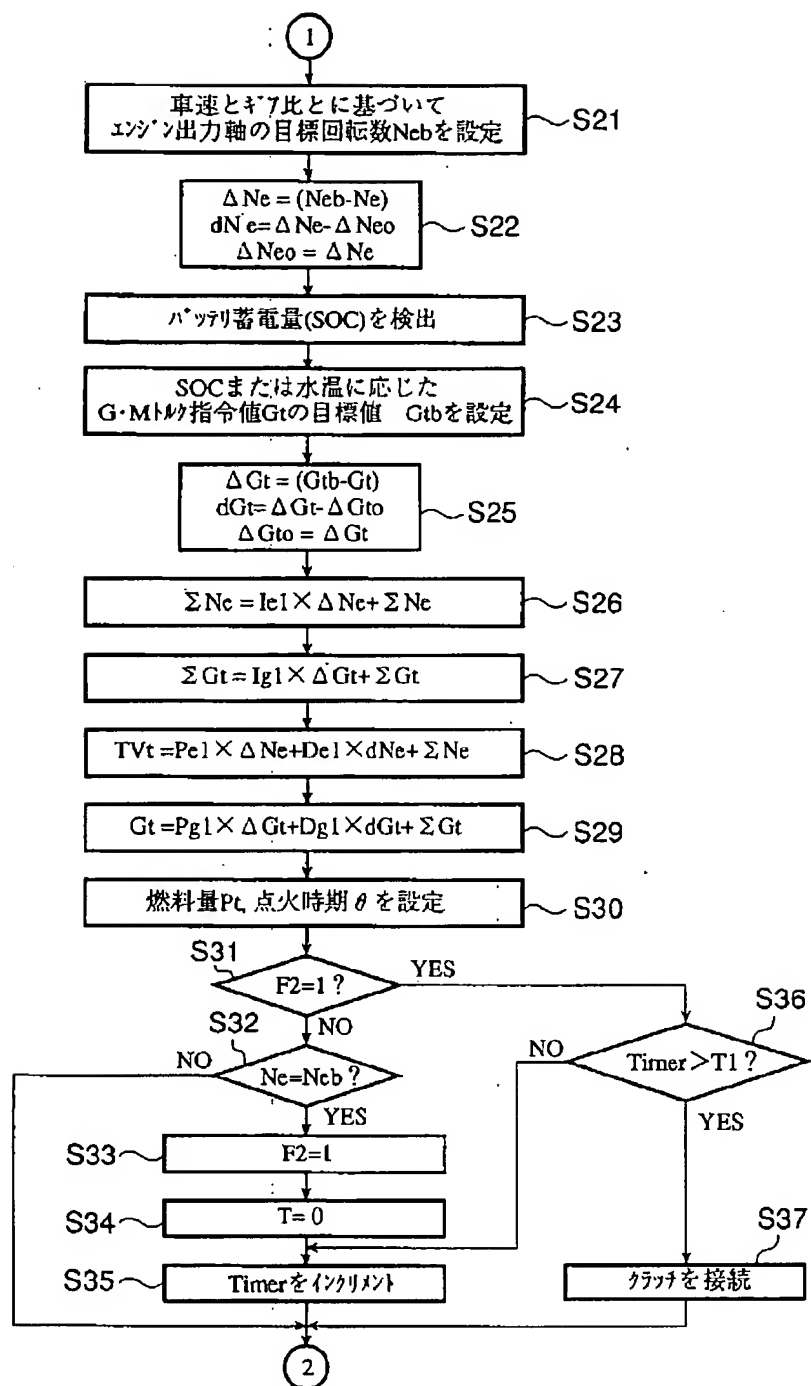 1
車速とギア比とに基づいて
エンジン出力軸の目標回転数Nebを設定
S21
ΔNe = (Neb-Ne)
dNe=ΔNe-ΔNeo
ΔNeo = ΔNe
S22
バッテリ蓄電量(SOC)を検出
S23
SOCまたは水温に応じた
G・Mトルク指令値Gtの目標値 Gtbを設定
S24
ΔGt = (Gtb-Gt)
dGt=ΔGt-ΔGto
ΔGto = ΔGt
S25
ΣNe = Ie1×ΔNe+ΣNe
S26
ΣGt = Ig1×ΔGt+ΣGt
S27
TVt =Pe1×ΔNe+De1×dNe+ΣNe
S28
Gt=Pg1×ΔGt+Dg1×dGt+ΣGt
S29
燃料量Pt, 点火時期θを設定
S30
S31
F2=1?
YES
NO
S36
Timer>T1?
NO
YES
S32
Ne=Neb?
NO
YES
S33
F2=1
S34
T= 0
S35
Timerをインクリメント
S37
クラッチを接続
2